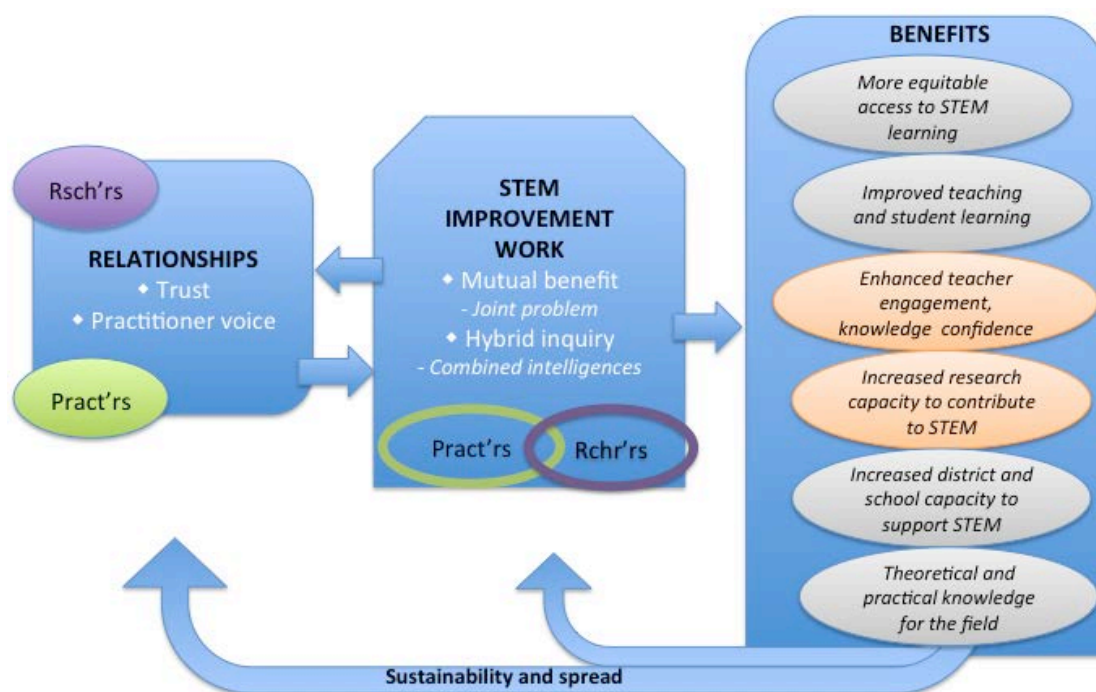 Rsch'rs
RELATIONSHIPS
◆ Trust
◆ Practitioner voice
Pract'rs
STEM
IMPROVEMENT
WORK
◆ Mutual benefit
- Joint problem
◆ Hybrid inquiry
- Combined intelligences
Pract'rs
Rchr'rs
BENEFITS
More equitable
access to STEM
learning
Improved teaching
and student learning
Enhanced teacher
engagement,
knowledge confidence
Increased research
capacity to contribute
to STEM
Increased district and
school capacity to
support STEM
Theoretical and
practical knowledge
for the field
Sustainability and spread